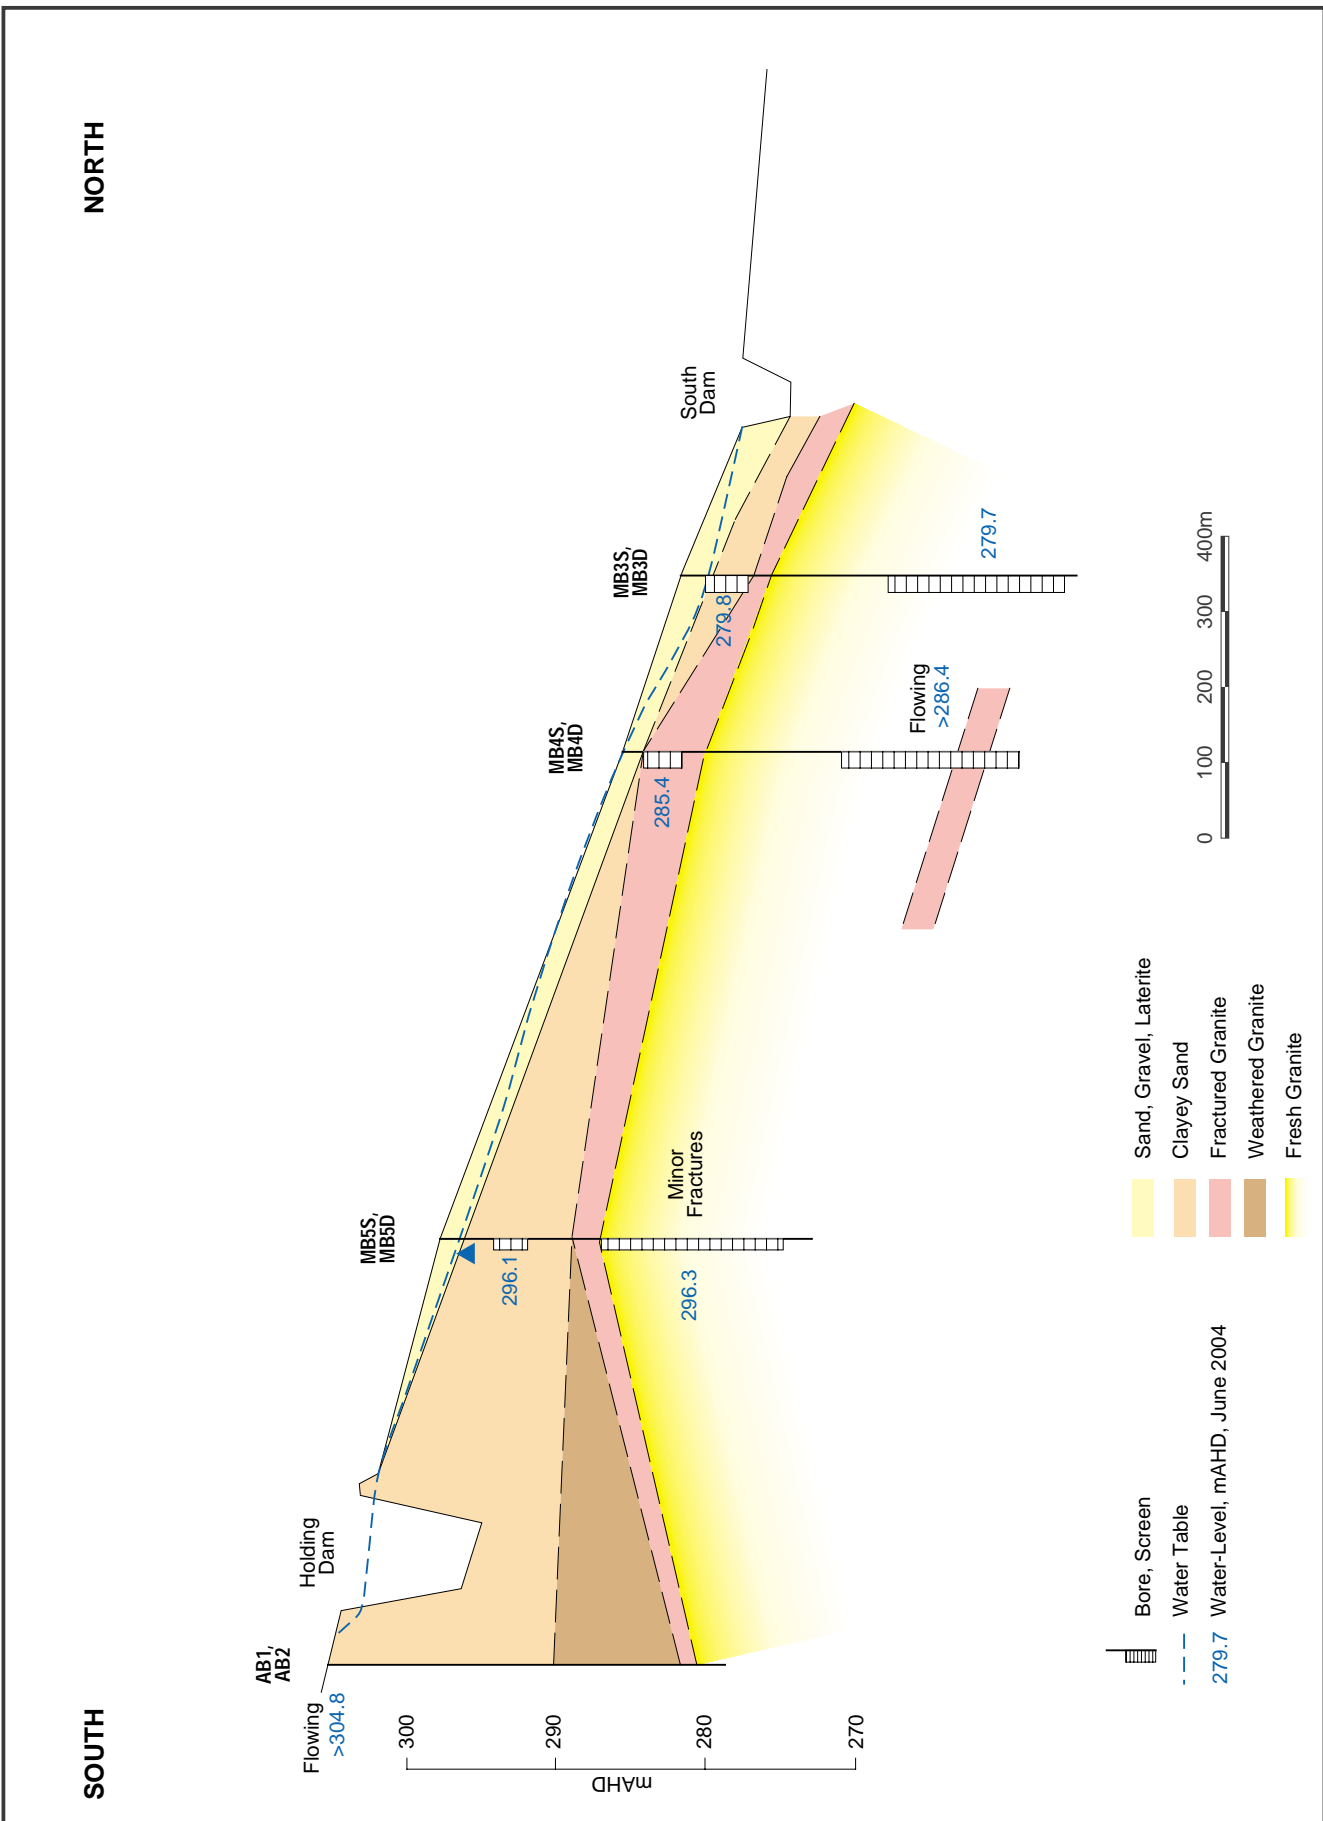 SOUTH
NORTH
Flowing
>304.8
AB1,
AB2
Holding
Dam
MB5S,
MB5D
296.1
296.3
Minor
Fractures
MB4S,
MB4D
285.4
Flowing
>286.4
MB3S,
MB3D
279.8
279.7
South
Dam
300
290
280
270
mAHD
0 100 200 300 400m
Bore, Screen
Water Table
279.7 Water-Level, mAHD, June 2004
Sand, Gravel, Laterite
Clayey Sand
Fractured Granite
Weathered Granite
Fresh Granite